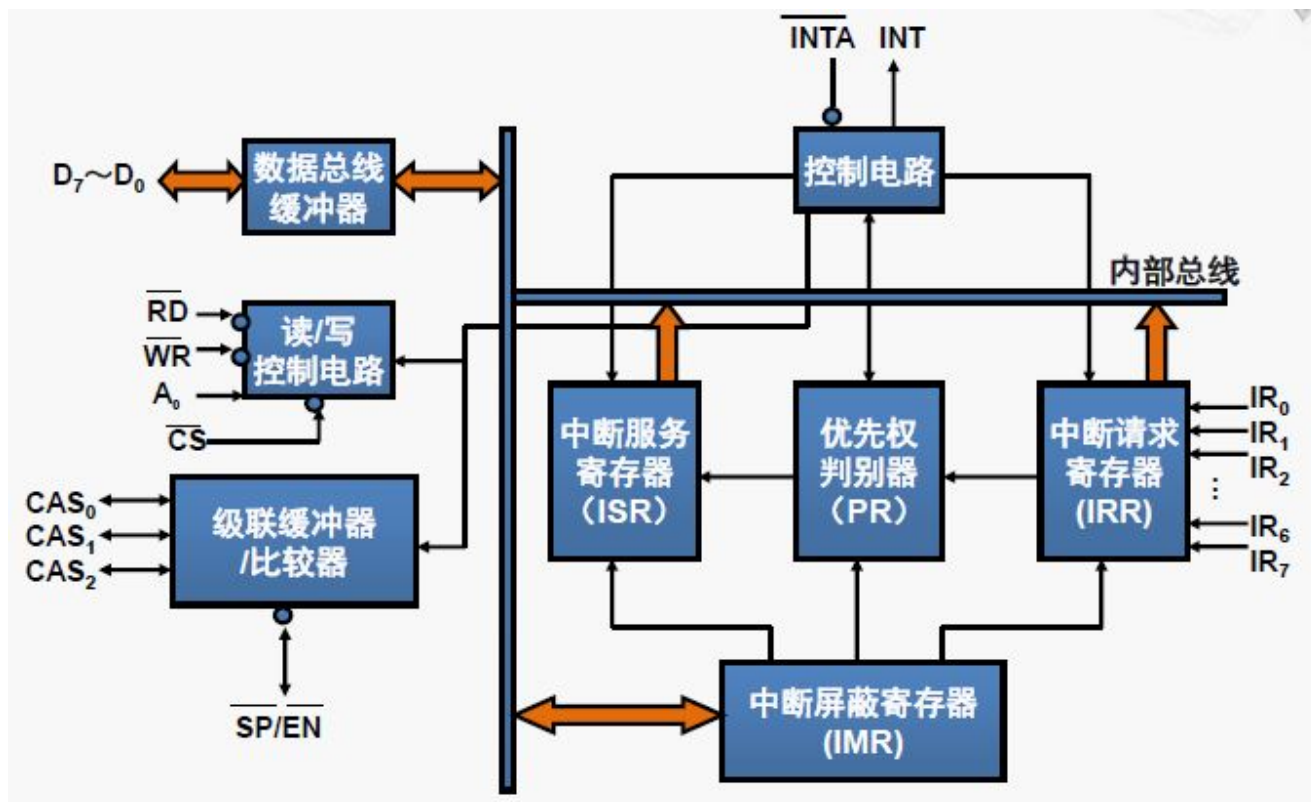 INTA INT
D7～D0
数据总线
缓冲器
控制电路
内部总线
RD
WR
A0
CS
读/写
控制电路
中断服务
寄存器
（ISR）
优先权
判别器
（PR）
中断请求
寄存器
(IRR)
IR0
IR1
IR2
⋮
IR6
IR7
CAS0
CAS1
CAS2
级联缓冲器
/比较器
SP/EN
中断屏蔽寄存器
(IMR)